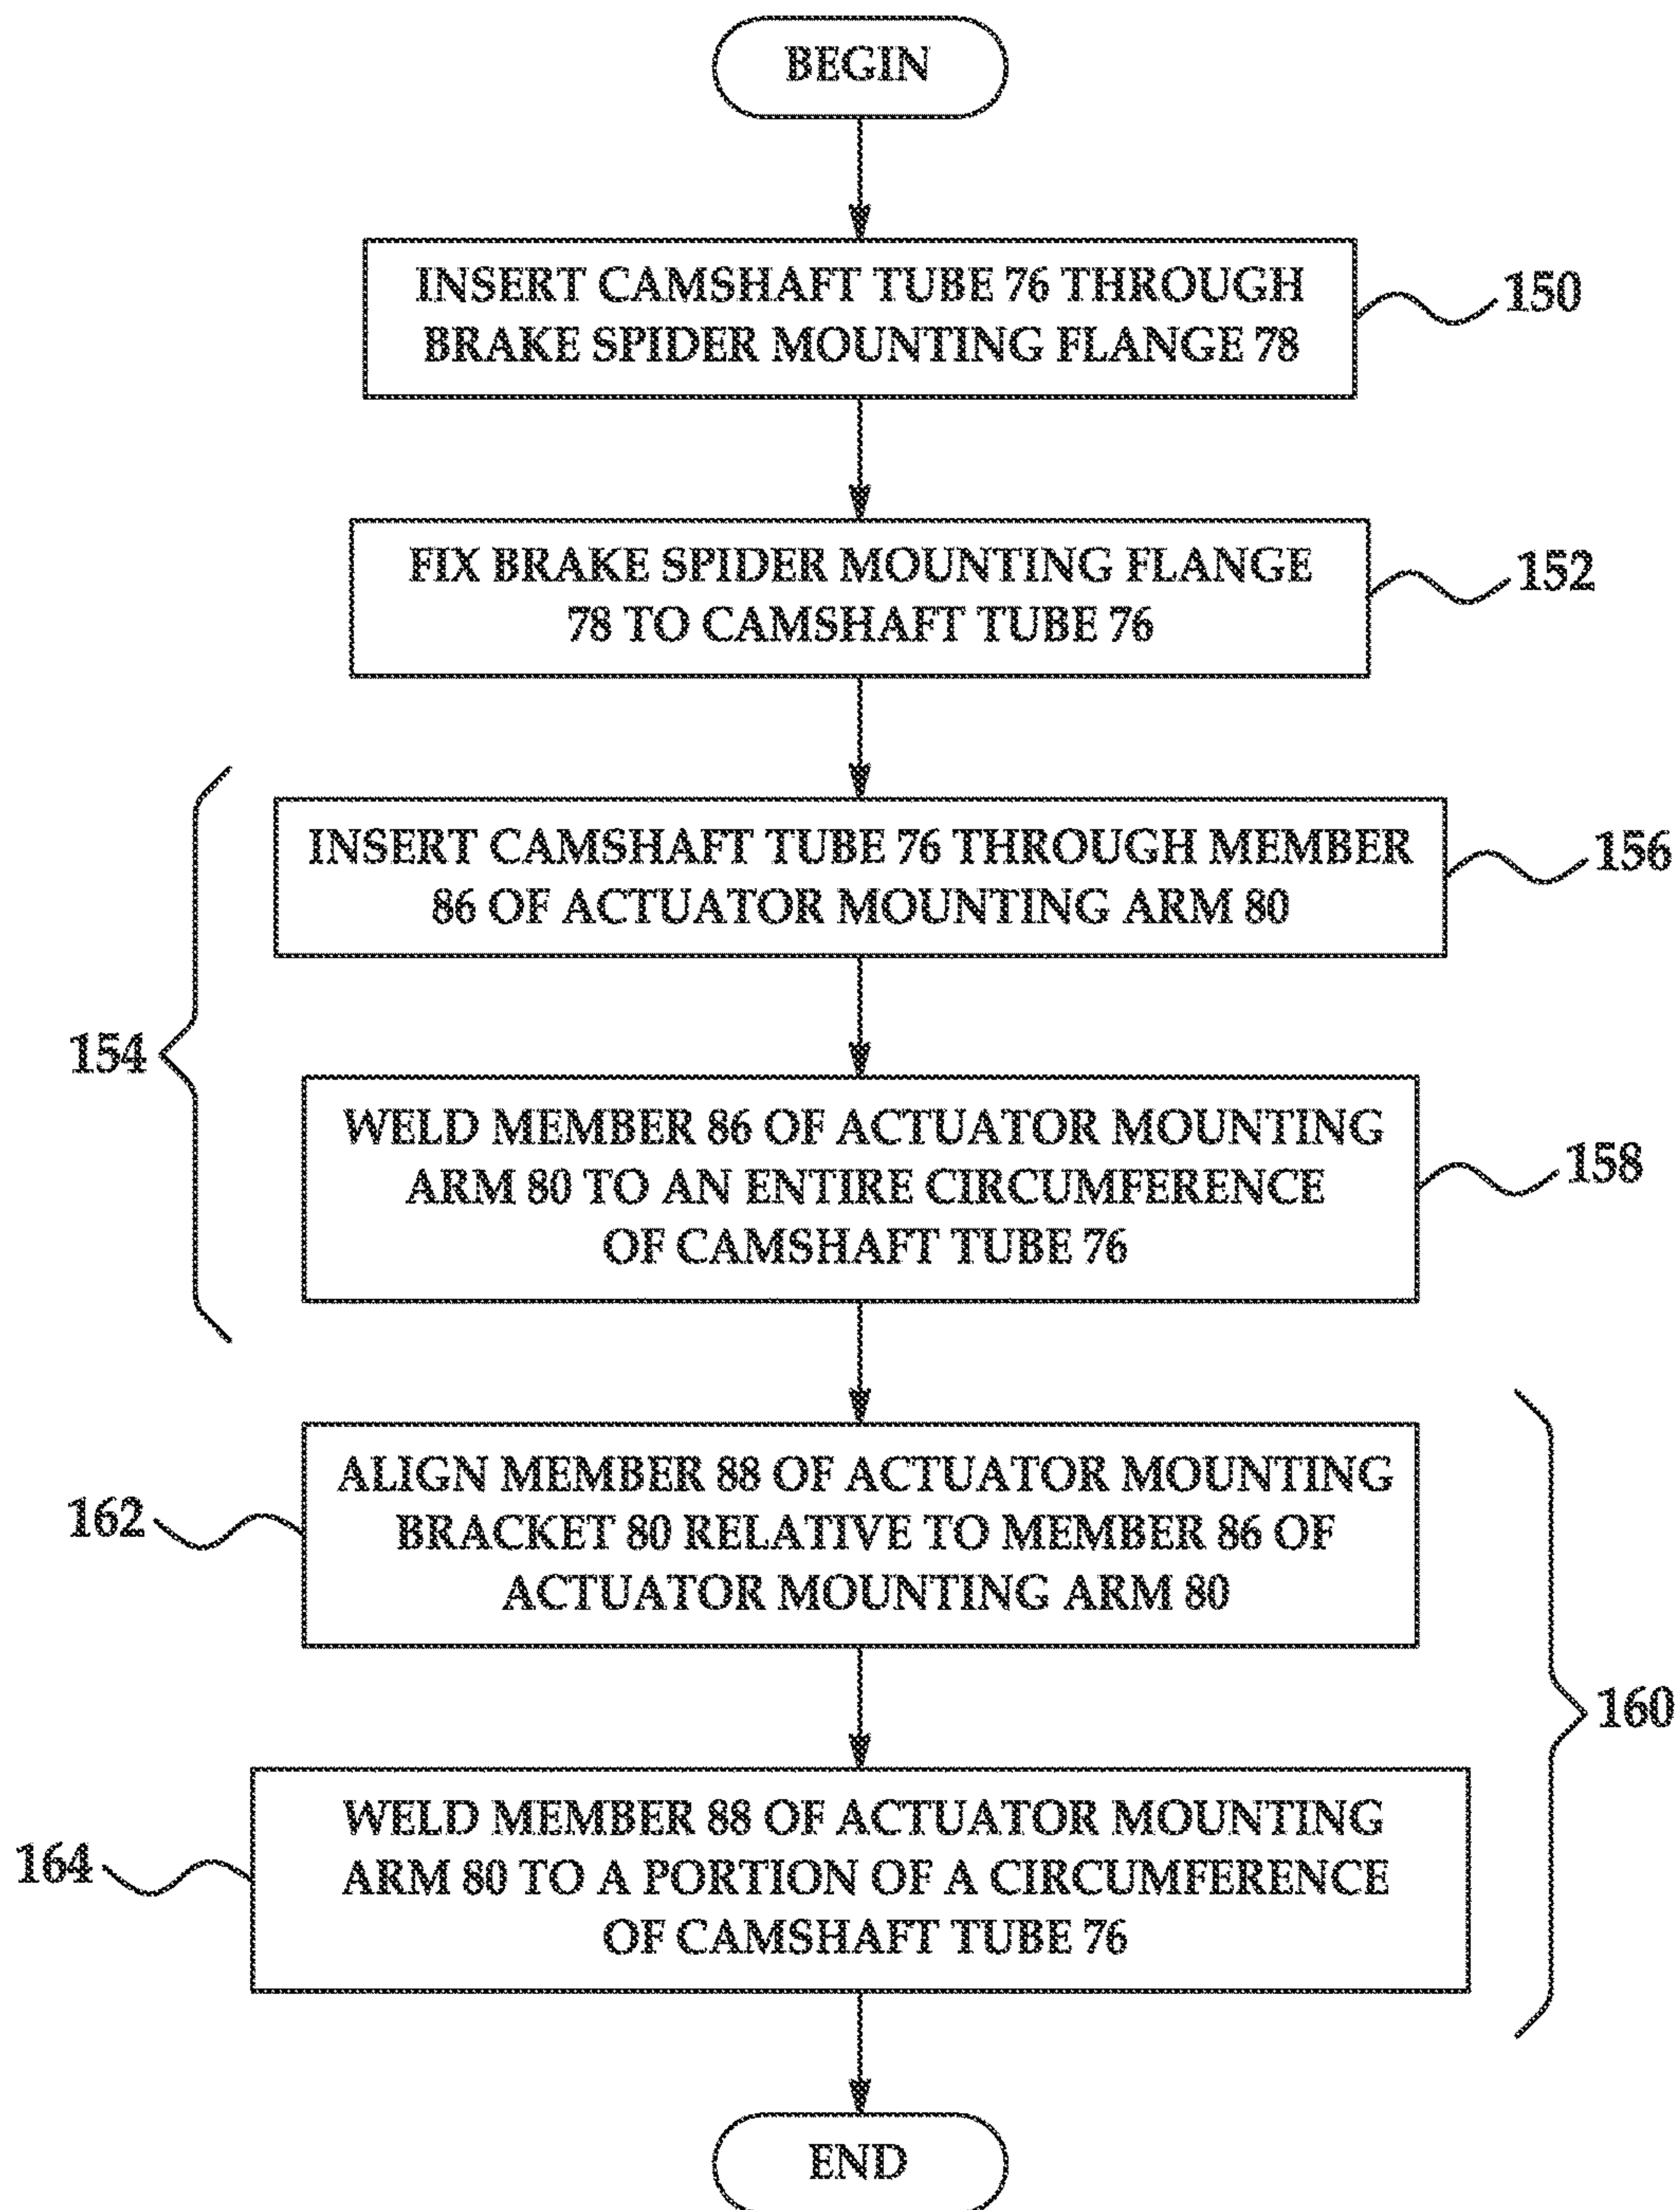 BEGIN
INSERT CAMSHAFT TUBE 76 THROUGH
BRAKE SPIDER MOUNTING FLANGE 78
150
FIX BRAKE SPIDER MOUNTING FLANGE
78 TO CAMSHAFT TUBE 76
152
154
INSERT CAMSHAFT TUBE 76 THROUGH MEMBER
86 OF ACTUATOR MOUNTING ARM 80
156
WELD MEMBER 86 OF ACTUATOR MOUNTING
ARM 80 TO AN ENTIRE CIRCUMFERENCE
OF CAMSHAFT TUBE 76
158
160
162
ALIGN MEMBER 88 OF ACTUATOR MOUNTING
BRACKET 80 RELATIVE TO MEMBER 86 OF
ACTUATOR MOUNTING ARM 80
164
WELD MEMBER 88 OF ACTUATOR MOUNTING
ARM 80 TO A PORTION OF A CIRCUMFERENCE
OF CAMSHAFT TUBE 76
END